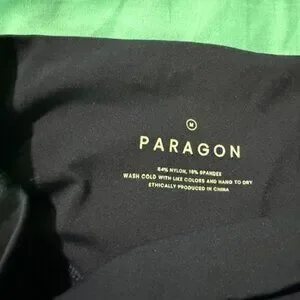 M
PARAGON
84% NYLON, 16% SPANDEX
WASH COLD WITH LIKE COLORS AND HANG TO DRY
ETHICALLY PRODUCED IN CHINA